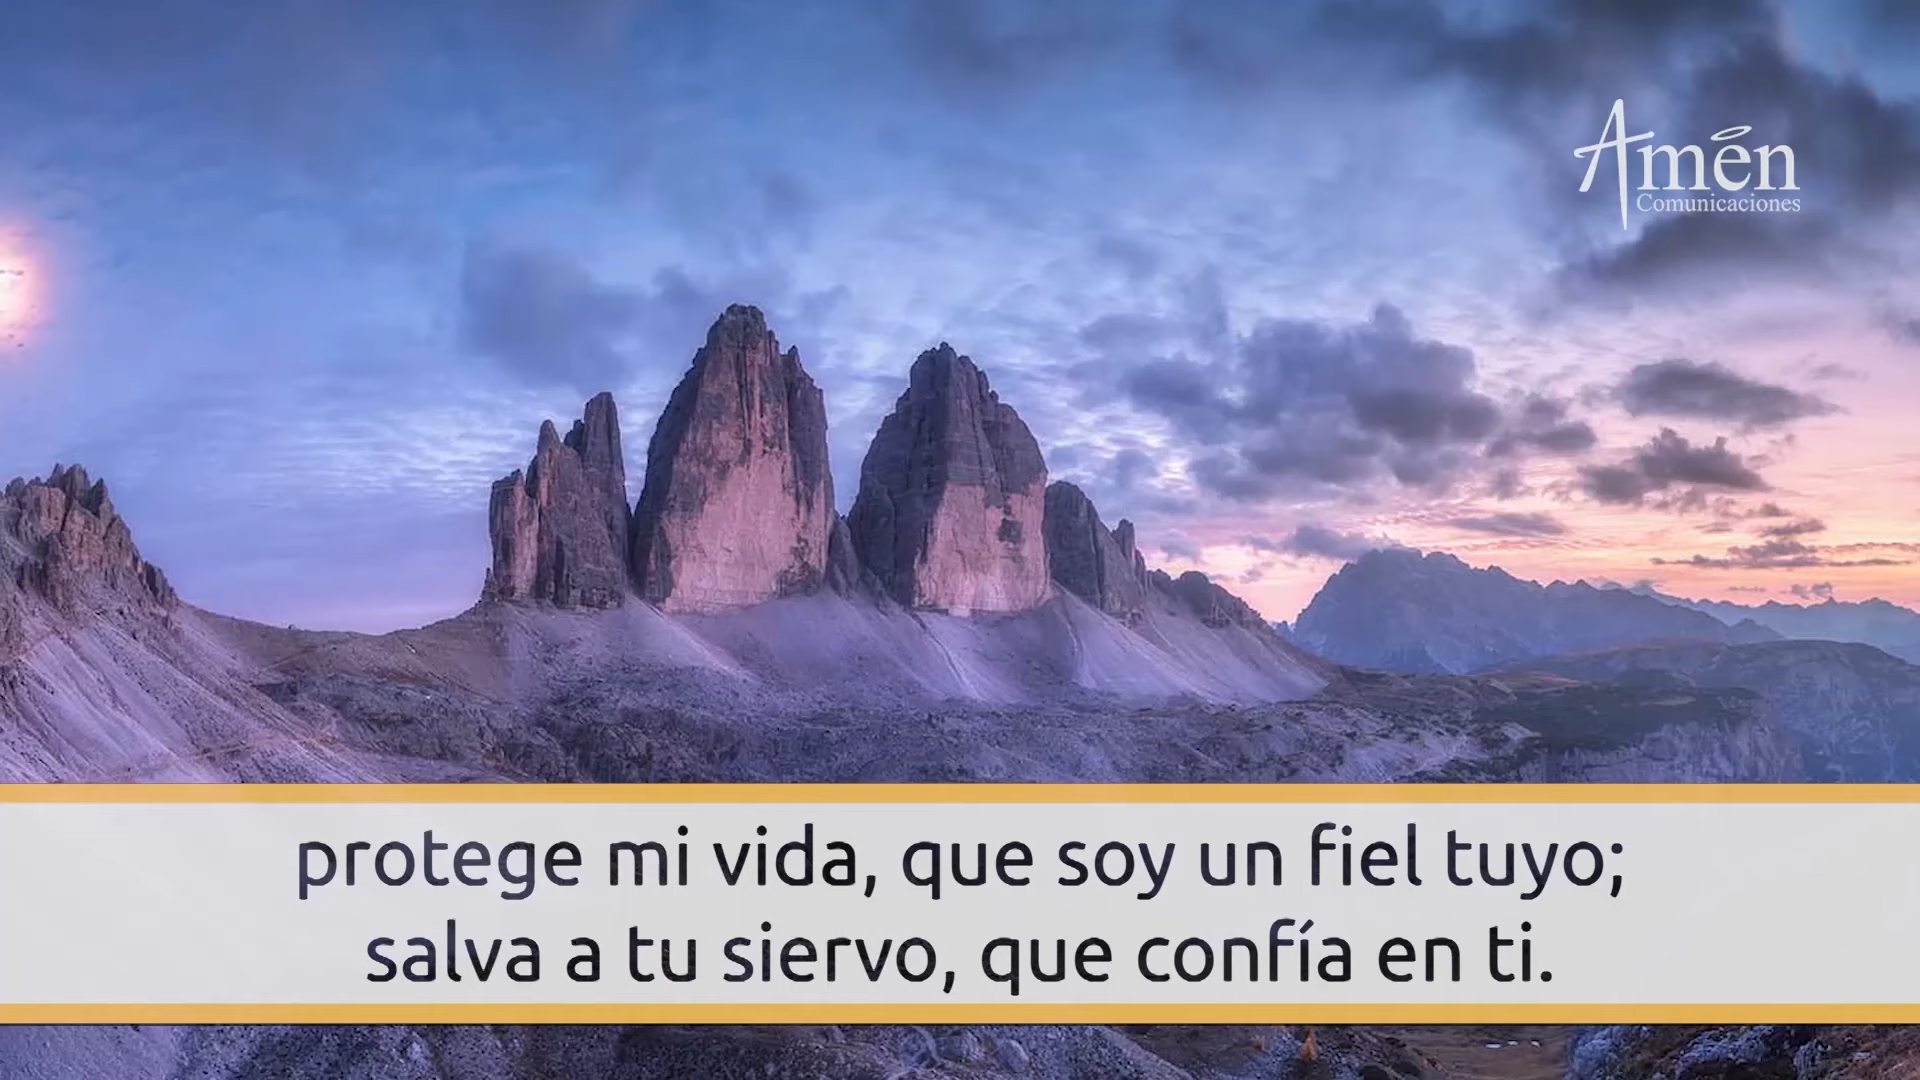 Amén
Comunicaciones
protege mi vida, que soy un fiel tuyo;
salva a tu siervo, que confía en ti.